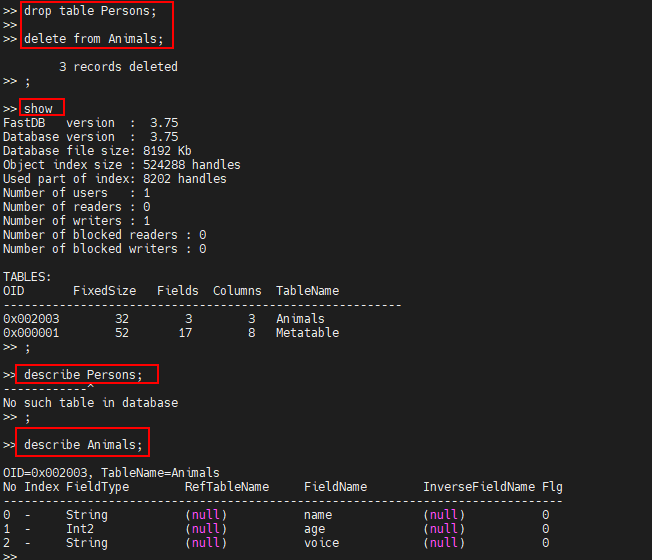 >> drop table Persons;
>>
>> delete from Animals;
3 records deleted
>> ;
>> show
FastDB version : 3.75
Database version : 3.75
Database file size: 8192 Kb
Object index size : 524288 handles
Used part of index: 8202 handles
Number of users : 1
Number of readers : 0
Number of writers : 1
Number of blocked readers : 0
Number of blocked writers : 0
TABLES:
OID FixedSize Fields Columns TableName
---------------------------------------------------------
0x002003 32 3 3 Animals
0x000001 52 17 8 Metatable
>> ;
>> describe Persons;
------------^
No such table in database
>> ;
>> describe Animals;
OID=0x002003, TableName=Animals
No Index FieldType RefTableName FieldName InverseFieldName Flg
--------------------------------------------------------------------------------
0 - String (null) name (null) 0
1 - Int2 (null) age (null) 0
2 - String (null) voice (null) 0
>>